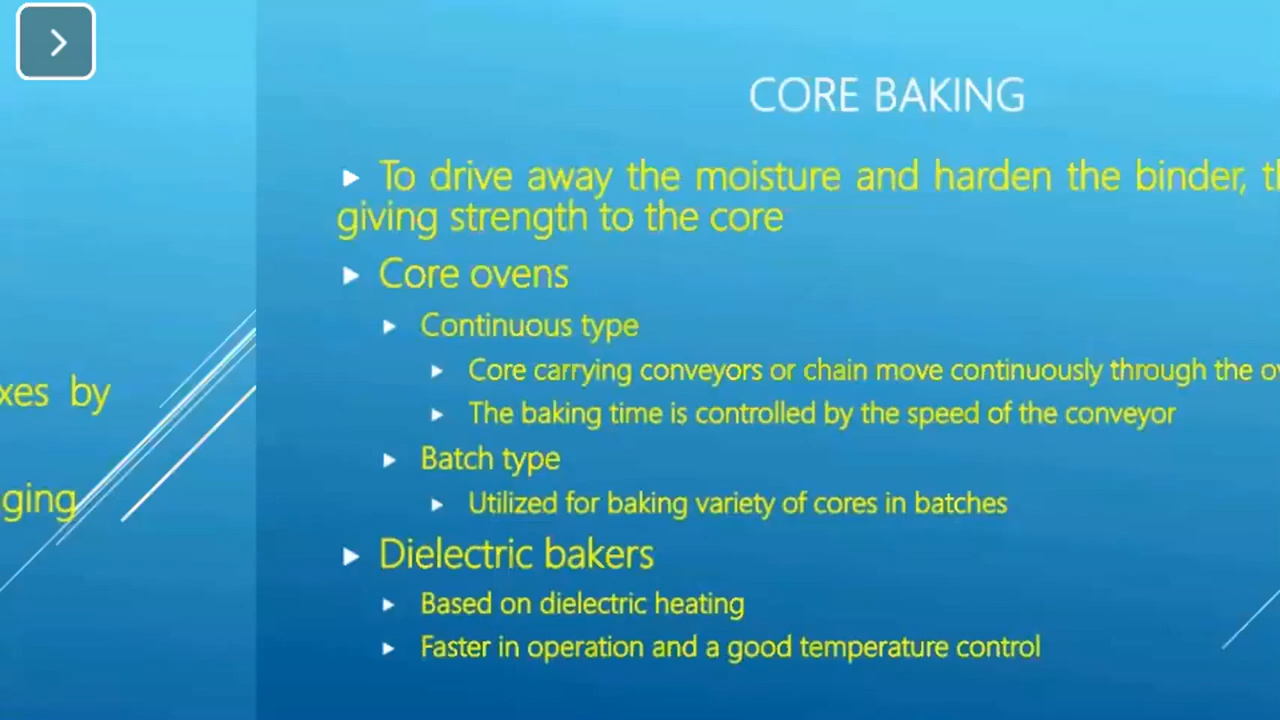 CORE BAKING
To drive away the moisture and harden the binder,
giving strength to the core
Core ovens
Continuous type
Core carrying conveyors or chain move continuously through the
The baking time is controlled by the speed of the conveyor
Batch type
Utilized for baking variety of cores in batches
Dielectric bakers
Based on dielectric heating
Faster in operation and a good temperature control
by